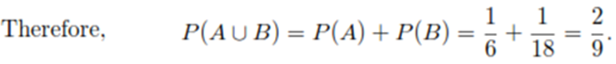 Therefore, P(A ∪ B) = P(A) + P(B) = 1/6 + 1/18 = 2/9.